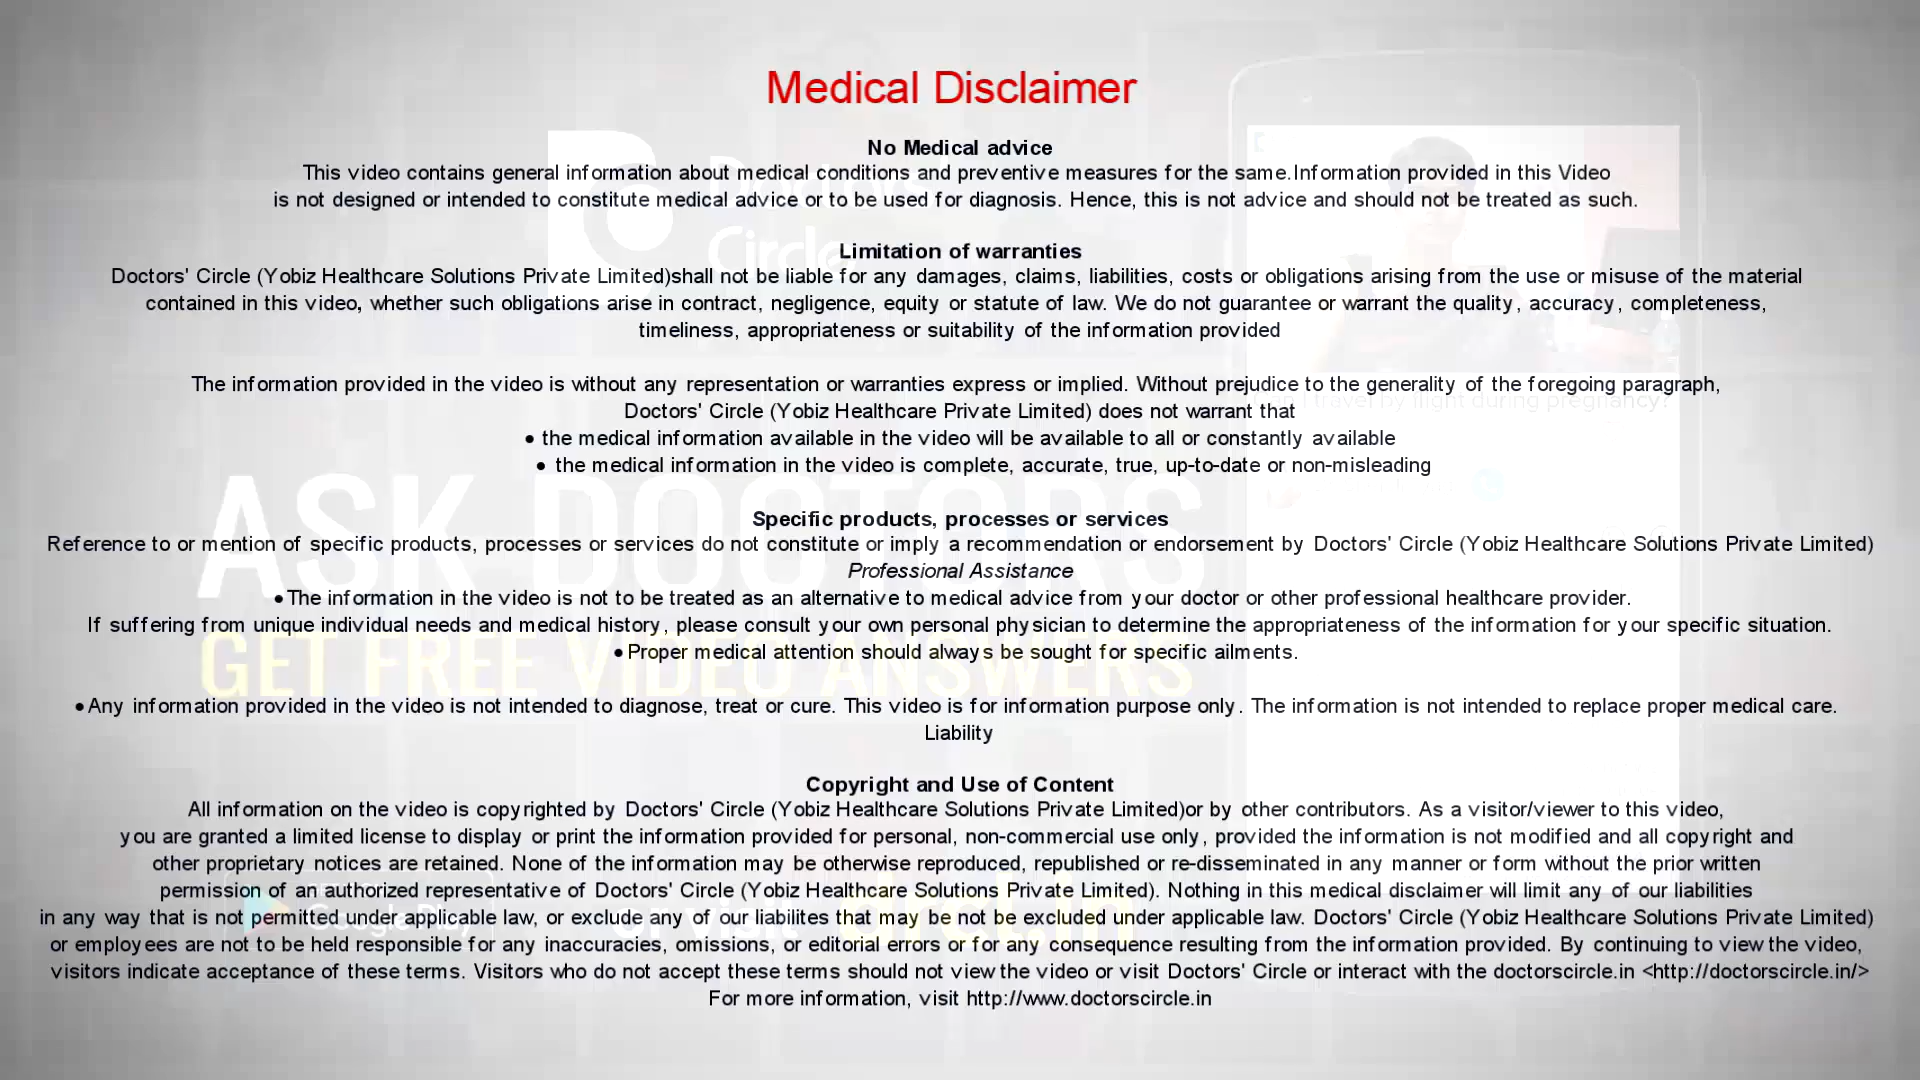 Medical Disclaimer
No Medical advice
This video contains general information about medical conditions and preventive measures for the same.Information provided in this Video
is not designed or intended to constitute medical advice or to be used for diagnosis. Hence, this is not advice and should not be treated as such.
Doctors'
Circle
Limitation of warranties
Doctors' Circle (Yobiz Healthcare Solutions Private Limited)shall not be liable for any damages, claims, liabilities, costs or obligations arising from the use or misuse of the material
contained in this video, whether such obligations arise in contract, negligence, equity or statute of law. We do not guarantee or warrant the quality, accuracy, completeness,
timeliness, appropriateness or suitability of the information provided
The information provided in the video is without any representation or warranties express or implied. Without prejudice to the generality of the foregoing paragraph,
Can I travel by flight during pregnancy?
Doctors' Circle (Yobiz Healthcare Private Limited) does not warrant that
• the medical information available in the video will be available to all or constantly available
• the medical information in the video is complete, accurate, true, up-to-date or non-misleading
ASK DOCTORS
Specific products, processes or services
Reference to or mention of specific products, processes or services do not constitute or imply a recommendation or endorsement by Doctors' Circle (Yobiz Healthcare Solutions Private Limited)
Professional Assistance
•The information in the video is not to be treated as an alternative to medical advice from your doctor or other professional healthcare provider.
If suffering from unique individual needs and medical history, please consult your own personal physician to determine the appropriateness of the information for your specific situation.
GET FREE VIDEO ANSWERS
•Proper medical attention should always be sought for specific ailments.
•Any information provided in the video is not intended to diagnose, treat or cure. This video is for information purpose only. The information is not intended to replace proper medical care.
Liability
Copyright and Use of Content
All information on the video is copyrighted by Doctors' Circle (Yobiz Healthcare Solutions Private Limited)or by other contributors. As a visitor/viewer to this video,
you are granted a limited license to display or print the information provided for personal, non-commercial use only, provided the information is not modified and all copyright and
other proprietary notices are retained. None of the information may be otherwise reproduced, republished or re-disseminated in any manner or form without the prior written
permission of an authorized representative of Doctors' Circle (Yobiz Healthcare Solutions Private Limited). Nothing in this medical disclaimer will limit any of our liabilities
in any way that is not permitted under applicable law, or exclude any of our liabilites that may be not be excluded under applicable law. Doctors' Circle (Yobiz Healthcare Solutions Private Limited)
Google Play
or visit - drcl.in
or employees are not to be held responsible for any inaccuracies, omissions, or editorial errors or for any consequence resulting from the information provided. By continuing to view the video,
visitors indicate acceptance of these terms. Visitors who do not accept these terms should not view the video or visit Doctors' Circle or interact with the doctorscircle.in <http://doctorscircle.in/>
For more information, visit http://www.doctorscircle.in